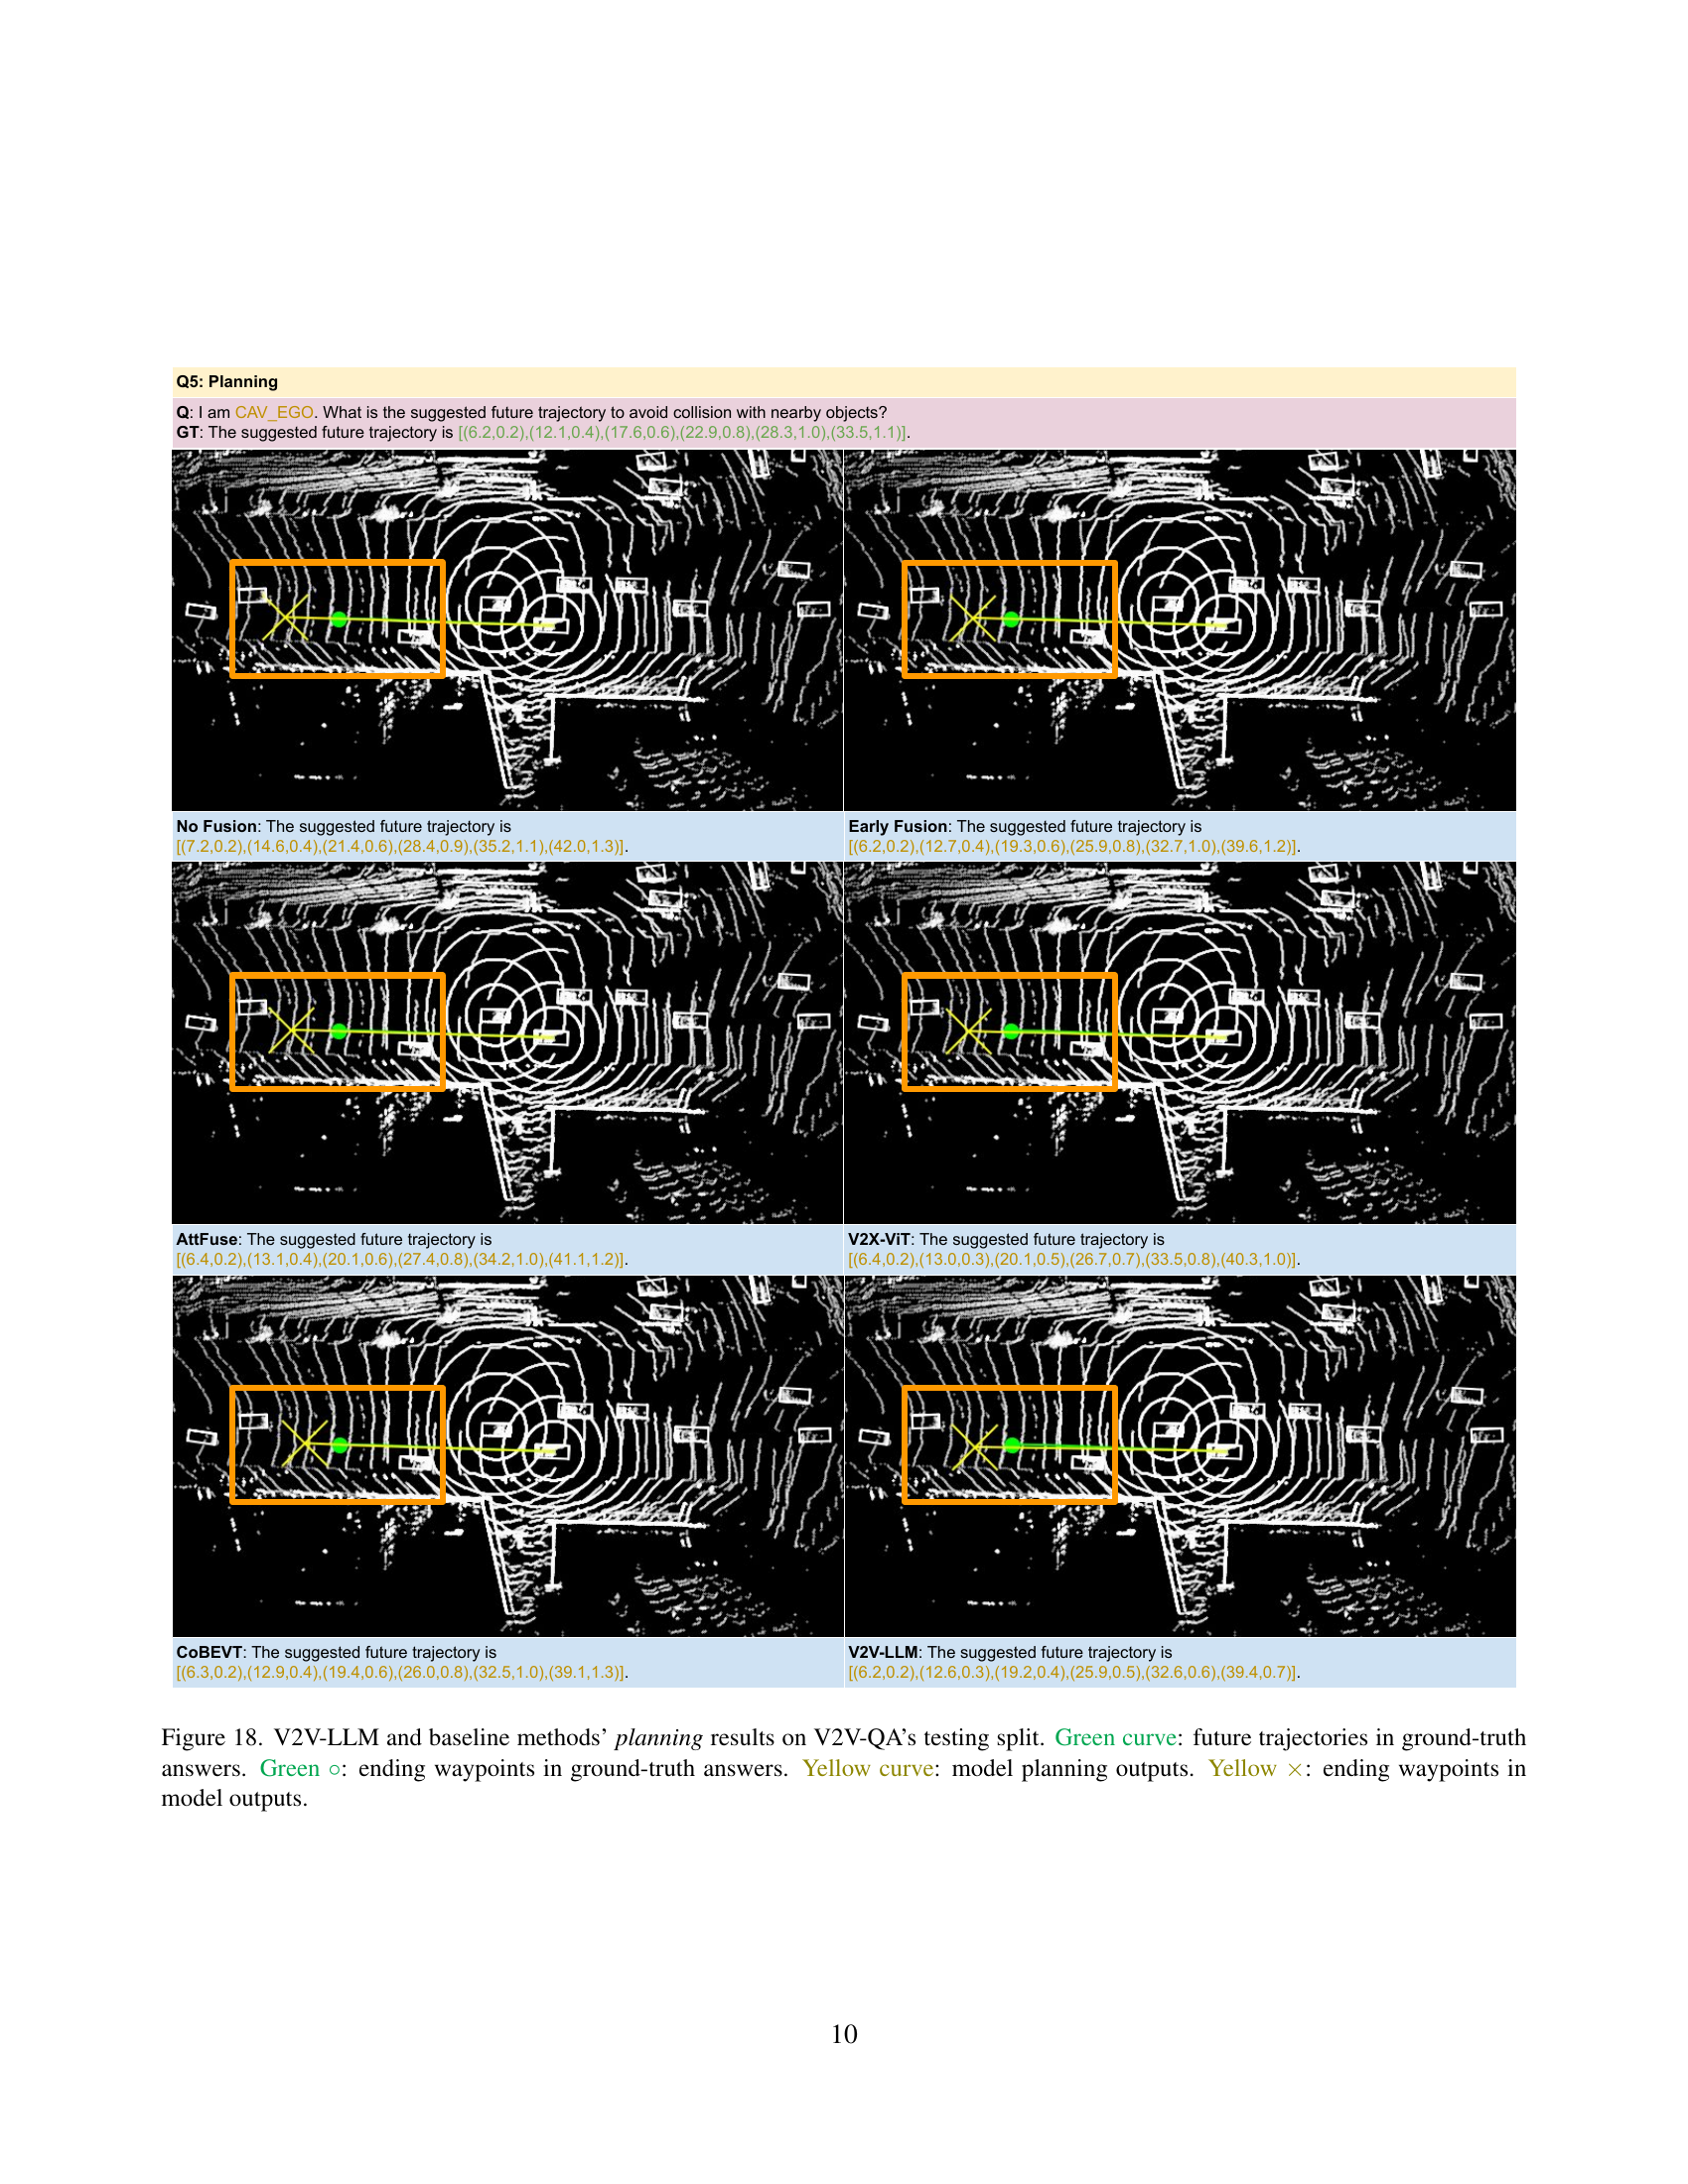 Q5: Planning
Q: I am CAV_EGO. What is the suggested future trajectory to avoid collision with nearby objects?
GT: The suggested future trajectory is [(6.2,0.2),(12.1,0.4),(17.6,0.6),(22.9,0.8),(28.3,1.0),(33.5,1.1)].
No Fusion: The suggested future trajectory is
[(7.2,0.2),(14.6,0.4),(21.4,0.6),(28.4,0.9),(35.2,1.1),(42.0,1.3)].
Early Fusion: The suggested future trajectory is
[(6.2,0.2),(12.7,0.4),(19.3,0.6),(25.9,0.8),(32.7,1.0),(39.6,1.2)].
AttFuse: The suggested future trajectory is
[(6.4,0.2),(13.1,0.4),(20.1,0.6),(27.4,0.8),(34.2,1.0),(41.1,1.2)].
V2X-ViT: The suggested future trajectory is
[(6.4,0.2),(13.0,0.3),(20.1,0.5),(26.7,0.7),(33.5,0.8),(40.3,1.0)].
CoBEVT: The suggested future trajectory is
[(6.3,0.2),(12.9,0.4),(19.4,0.6),(26.0,0.8),(32.5,1.0),(39.1,1.3)].
V2V-LLM: The suggested future trajectory is
[(6.2,0.2),(12.6,0.3),(19.2,0.4),(25.9,0.5),(32.6,0.6),(39.4,0.7)].
Figure 18. V2V-LLM and baseline methods’ planning results on V2V-QA’s testing split. Green curve: future trajectories in ground-truth
answers. Green ○: ending waypoints in ground-truth answers. Yellow curve: model planning outputs. Yellow ×: ending waypoints in
model outputs.
10